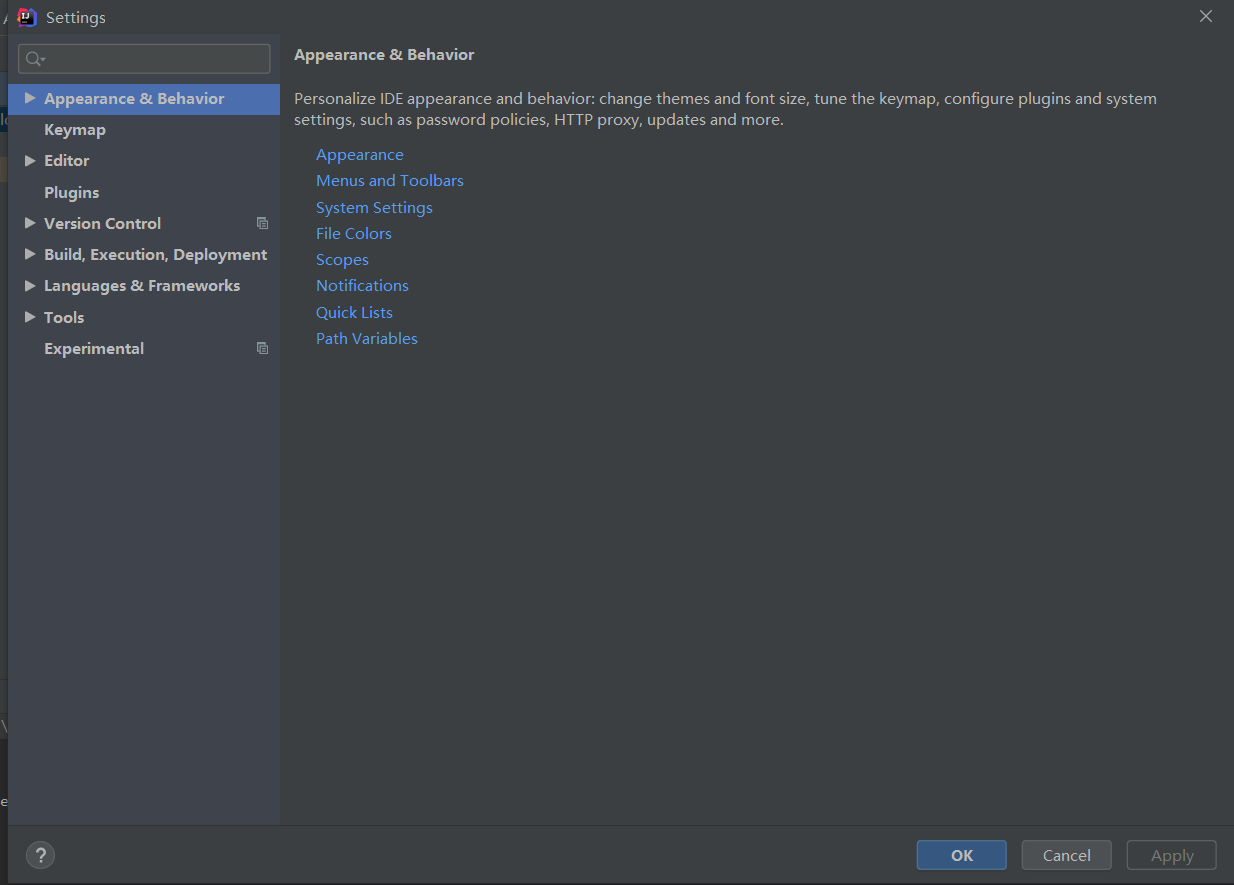 Settings
Appearance & Behavior
Keymap
Editor
Plugins
Version Control
Build, Execution, Deployment
Languages & Frameworks
Tools
Experimental
Appearance & Behavior
Personalize IDE appearance and behavior: change themes and font size, tune the keymap, configure plugins and system
settings, such as password policies, HTTP proxy, updates and more.
Appearance
Menus and Toolbars
System Settings
File Colors
Scopes
Notifications
Quick Lists
Path Variables
?
OK
Cancel
Apply